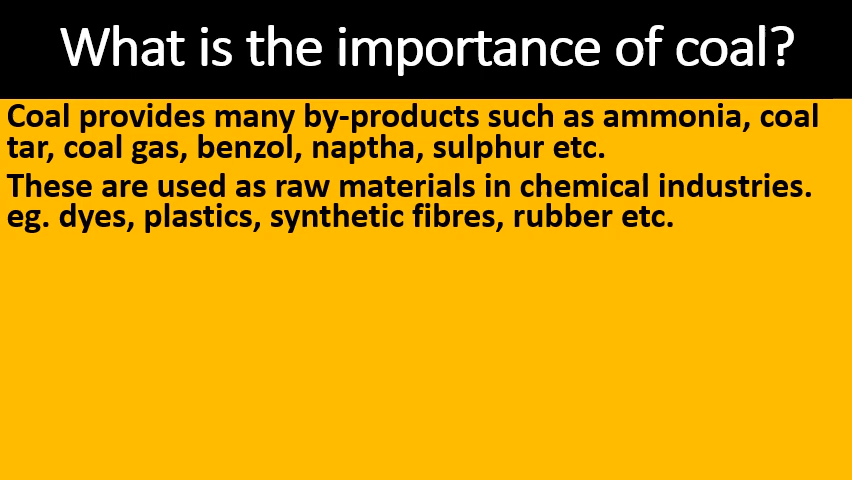 What is the importance of coal?
Coal provides many by-products such as ammonia, coal
tar, coal gas, benzol, naptha, sulphur etc.
These are used as raw materials in chemical industries.
eg. dyes, plastics, synthetic fibres, rubber etc.